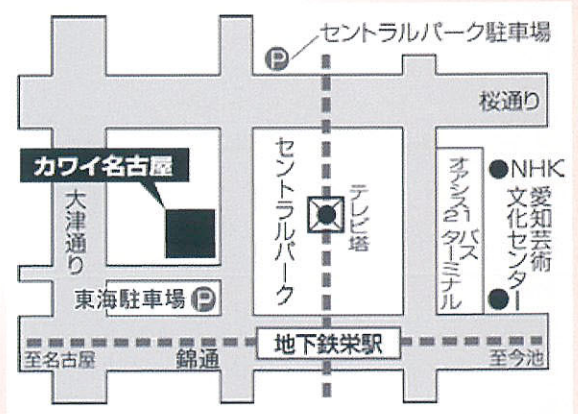 セントラルパーク駐車場
P
桜通り
カワイ名古屋
大津通り
セントラルパーク
テレビ塔
オアシス21
バス
ターミナル
NHK
愛知芸術
文化センター
東海駐車場 P
地下鉄栄駅
至名古屋
錦通
至今池